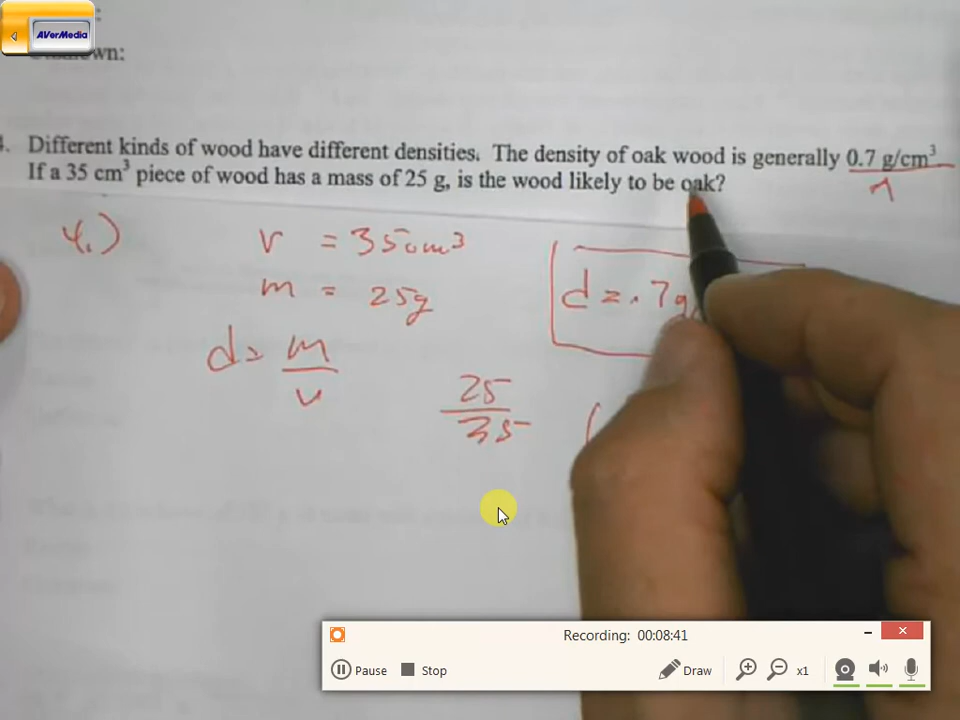 AVerMedia
4. Different kinds of wood have different densities. The density of oak wood is generally 0.7 g/cm³.
If a 35 cm³ piece of wood has a mass of 25 g, is the wood likely to be oak?
4.)
v = 35cm³
m = 25g
d = .7g
d = m
v
25
35
Recording: 00:08:41
Pause Stop Draw x1